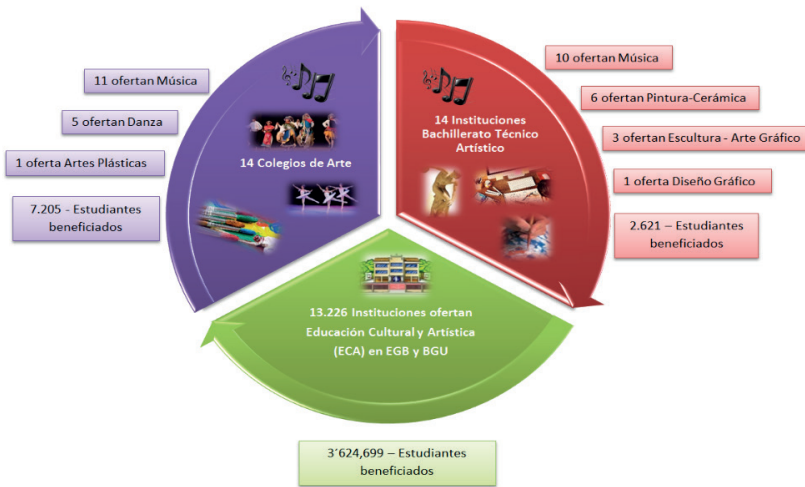 11 ofertan Música
5 ofertan Danza
1 oferta Artes Plásticas
7.205 - Estudiantes
beneficiados
14 Colegios de Arte
14 Instituciones
Bachillerato Técnico
Artístico
10 ofertan Música
6 ofertan Pintura-Cerámica
3 ofertan Escultura - Arte Gráfico
1 oferta Diseño Gráfico
2.621 – Estudiantes
beneficiados
13.226 Instituciones ofertan
Educación Cultural y Artística
(ECA) en EGB y BGU
3´624,699 – Estudiantes
beneficiados